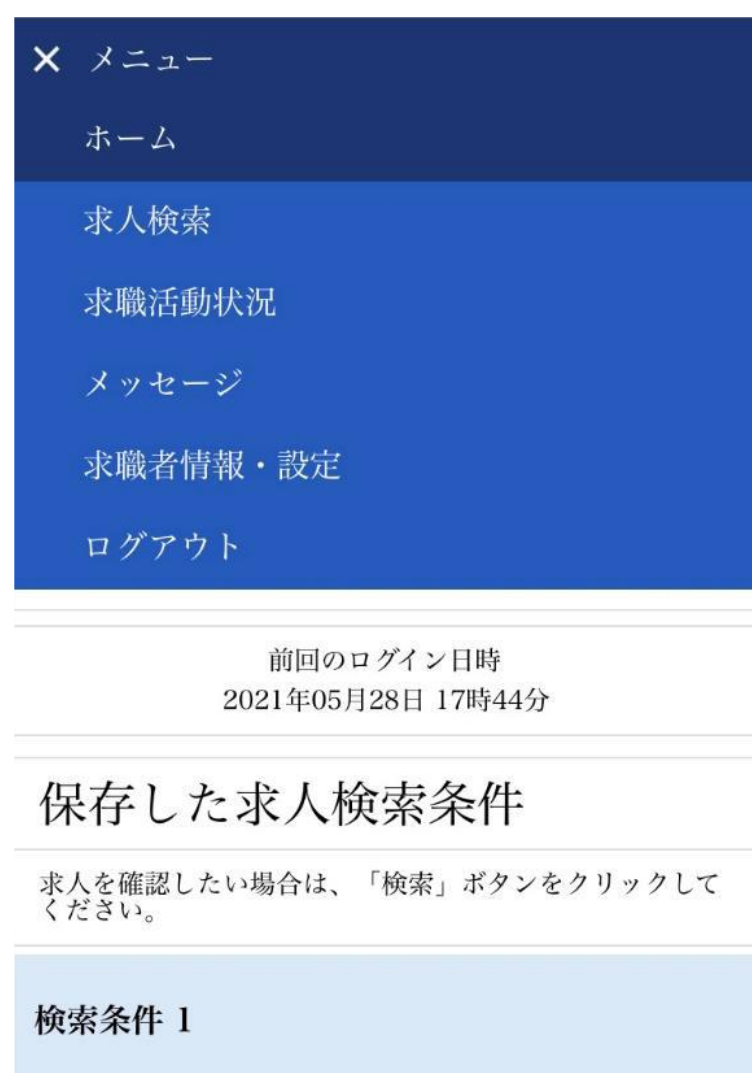 × メニュー
ホーム
求人検索
求職活動状況
メッセージ
求職者情報・設定
ログアウト
前回のログイン日時
2021年05月28日 17時44分
保存した求人検索条件
求人を確認したい場合は、「検索」ボタンをクリックして
ください。
検索条件 1